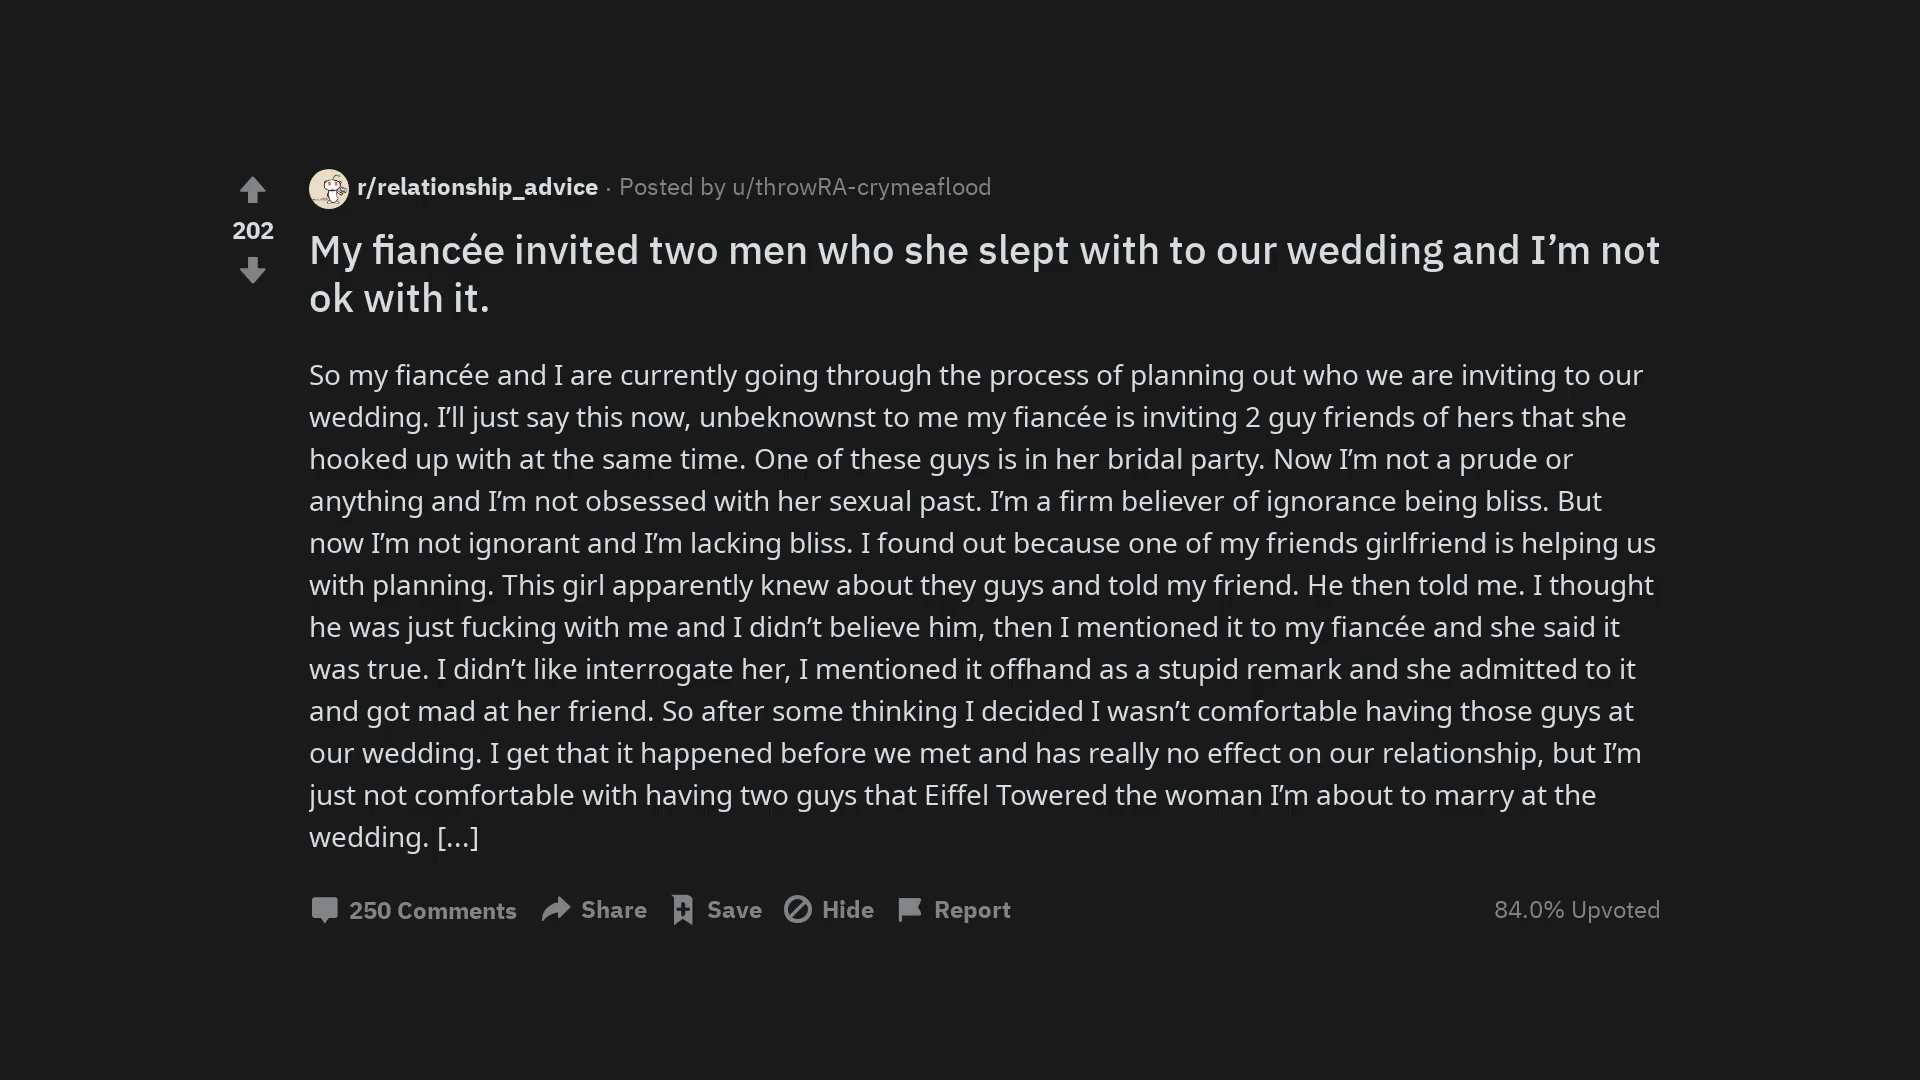 r/relationship_advice · Posted by u/throwRA-crymeaflood
202
My fiancée invited two men who she slept with to our wedding and I’m not
ok with it.
So my fiancée and I are currently going through the process of planning out who we are inviting to our
wedding. I’ll just say this now, unbeknownst to me my fiancée is inviting 2 guy friends of hers that she
hooked up with at the same time. One of these guys is in her bridal party. Now I’m not a prude or
anything and I’m not obsessed with her sexual past. I’m a firm believer of ignorance being bliss. But
now I’m not ignorant and I’m lacking bliss. I found out because one of my friends girlfriend is helping us
with planning. This girl apparently knew about they guys and told my friend. He then told me. I thought
he was just fucking with me and I didn’t believe him, then I mentioned it to my fiancée and she said it
was true. I didn’t like interrogate her, I mentioned it offhand as a stupid remark and she admitted to it
and got mad at her friend. So after some thinking I decided I wasn’t comfortable having those guys at
our wedding. I get that it happened before we met and has really no effect on our relationship, but I’m
just not comfortable with having two guys that Eiffel Towered the woman I’m about to marry at the
wedding. [...]
250 Comments Share Save Hide Report 84.0% Upvoted